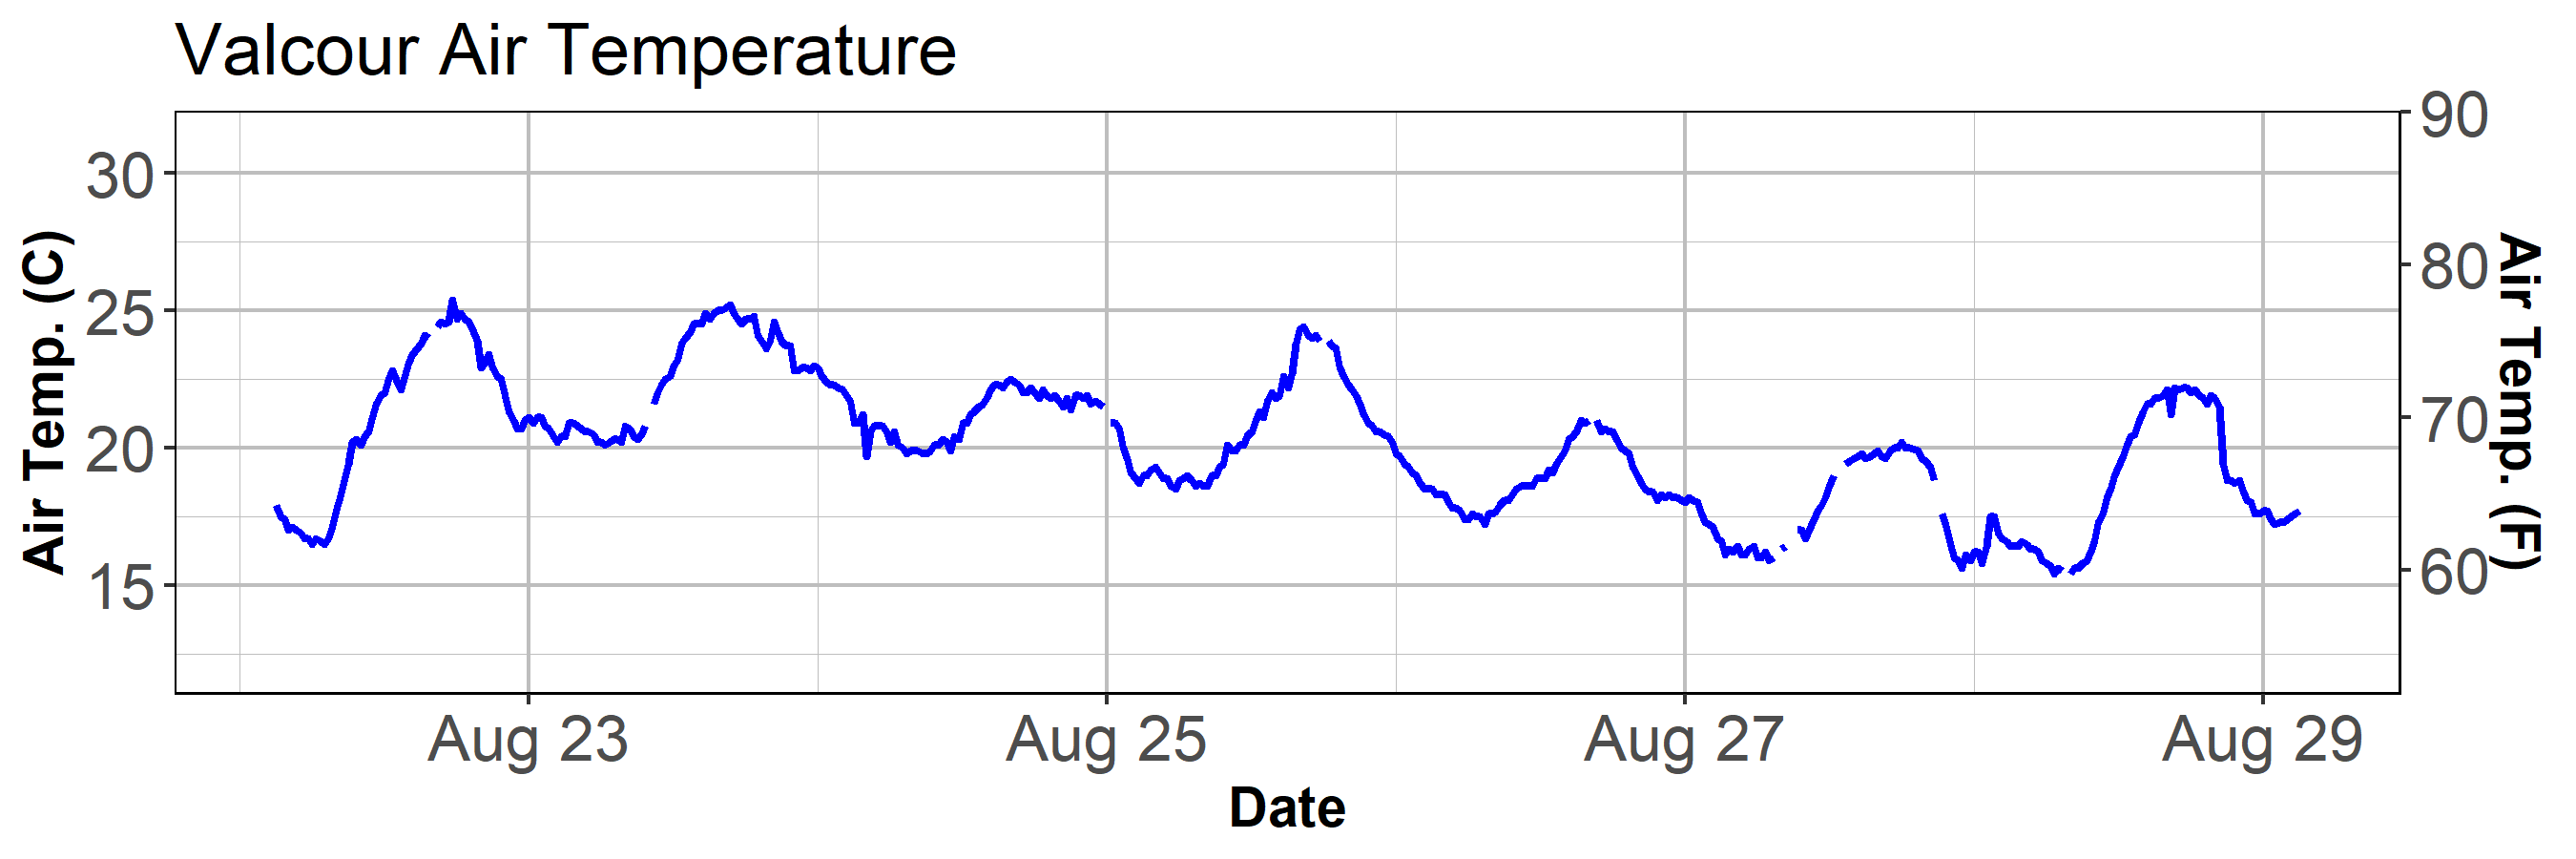 Valcour Air Temperature
Air Temp. (C)
30
25
20
15
90
80
70
60
Air Temp. (F)
Aug 23
Aug 25
Aug 27
Aug 29
Date